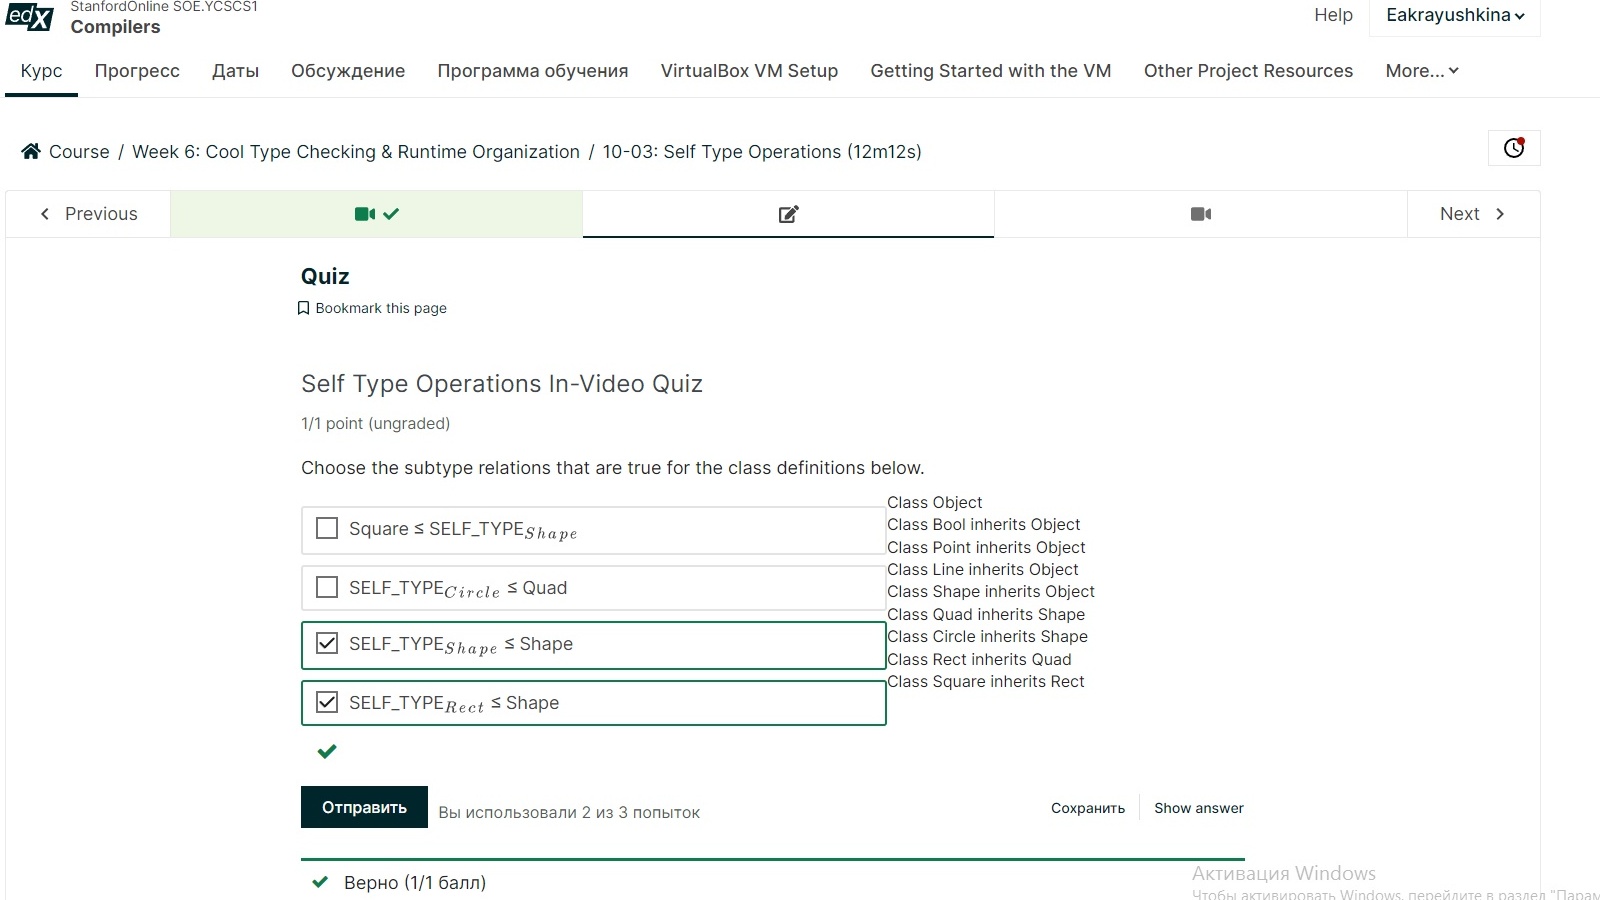 edX
StanfordOnline SOE.YCSCS1
Compilers
Help
Eakrayushkina
Курс
Прогресс
Даты
Обсуждение
Программа обучения
VirtualBox VM Setup
Getting Started with the VM
Other Project Resources
More...
Course / Week 6: Cool Type Checking & Runtime Organization / 10-03: Self Type Operations (12m12s)
Previous
Next
Quiz
Bookmark this page
Self Type Operations In-Video Quiz
1/1 point (ungraded)
Choose the subtype relations that are true for the class definitions below.
Square ≤ SELF_TYPE Shape
SELF_TYPE Circle ≤ Quad
SELF_TYPE Shape ≤ Shape
SELF_TYPE Rect ≤ Shape
Class Object
Class Bool inherits Object
Class Point inherits Object
Class Line inherits Object
Class Shape inherits Object
Class Quad inherits Shape
Class Circle inherits Shape
Class Rect inherits Quad
Class Square inherits Rect
Отправить
Вы использовали 2 из 3 попыток
Сохранить
Show answer
Верно (1/1 балл)
Активация Windows
Чтобы активировать Windows, перейдите в раздел "Парам